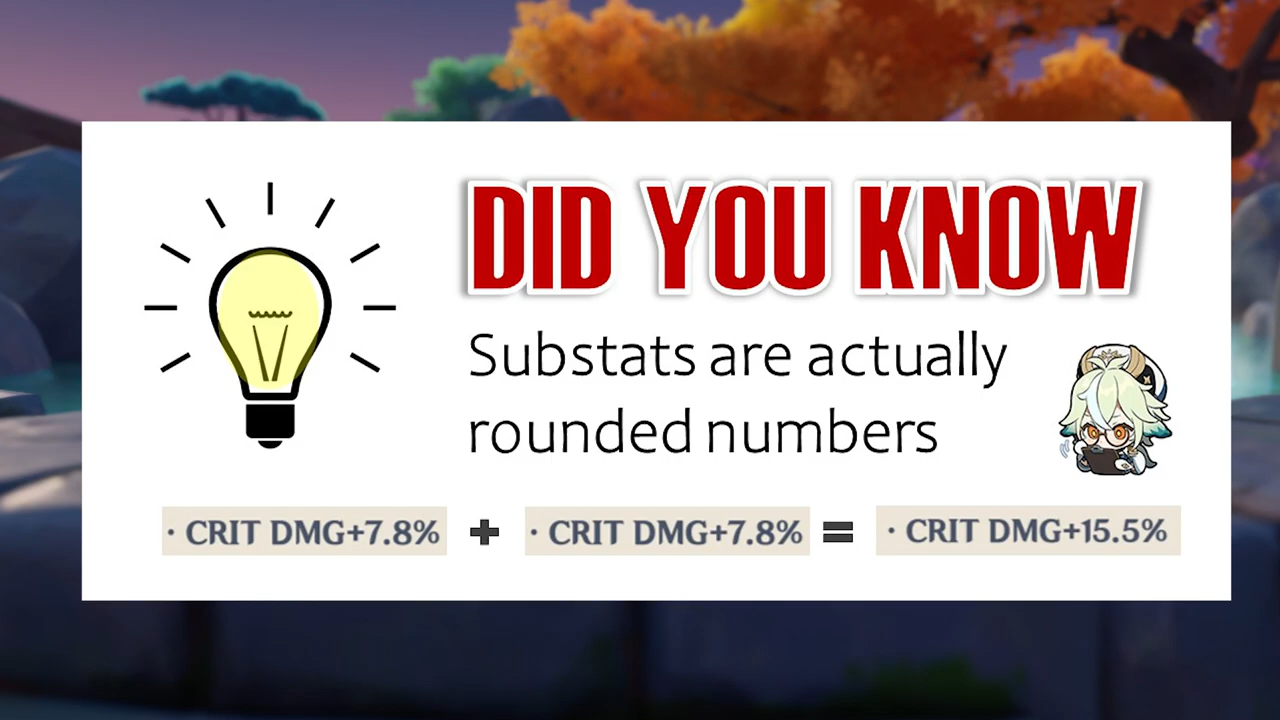 DID YOU KNOW
Substats are actually
rounded numbers
· CRIT DMG+7.8% + · CRIT DMG+7.8% = · CRIT DMG+15.5%